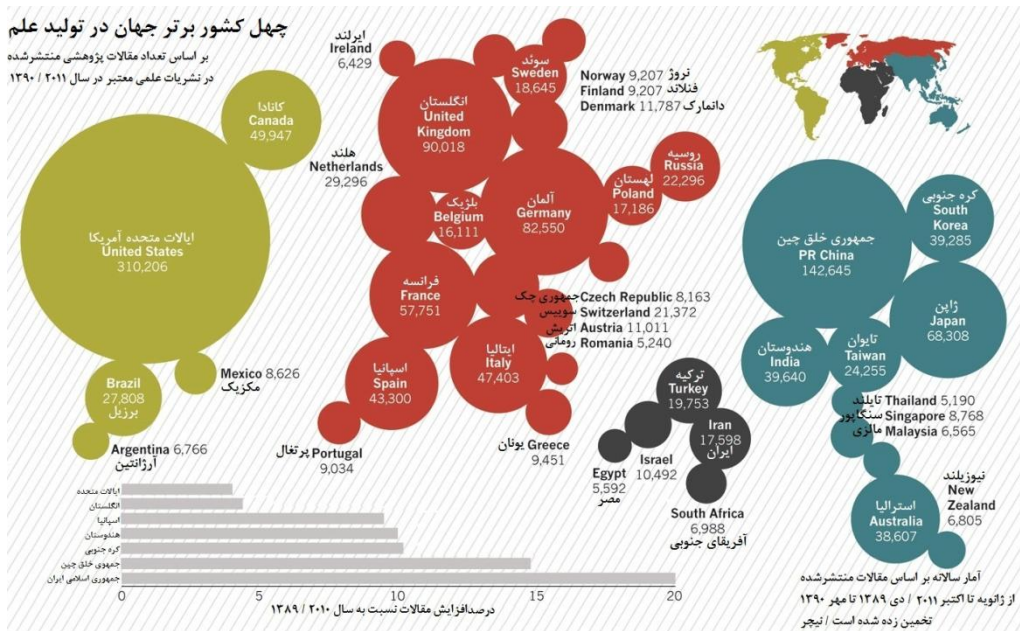 چهل کشور برتر جهان در تولید علم
بر اساس تعداد مقالات پژوهشی منتشرشده
در نشریات علمی معتبر در سال ۲۰۱۱ / ۱۳۹۰
کانادا
Canada
49,947
ایالات متحده آمریکا
United States
310,206
Mexico 8,626
مکزیک
Brazil
27,808
برزیل
Argentina 6,766
آرژانتین
ایرلند
Ireland
6,429
انگلستان
United
Kingdom
90,018
سوئد
Sweden
18,645
Norway 9,207 نروژ
Finland 9,207 فنلاند
Denmark 11,787 دانمارک
هلند
Netherlands
29,296
بلژیک
Belgium
16,111
آلمان
Germany
82,550
لهستان
Poland
17,186
روسیه
Russia
22,296
فرانسه
France
57,751
جمهوری چک Czech Republic 8,163
سوییس Switzerland 21,372
اتریش Austria 11,011
رومانی Romania 5,240
ایتالیا
Italy
47,403
اسپانیا
Spain
43,300
پرتغال Portugal
9,034
یونان Greece
9,451
ترکیه
Turkey
19,753
Iran
17,598
ایران
Israel
10,492
Egypt
5,592
مصر
South Africa
6,988
آفریقای جنوبی
جمهوری خلق چین
PR China
142,645
کره جنوبی
South
Korea
39,285
ژاپن
Japan
68,308
هندوستان
India
39,640
تایوان
Taiwan
24,255
تایلند Thailand 5,190
سنگاپور Singapore 8,768
مالزی Malaysia 6,565
استرالیا
Australia
38,607
نیوزیلند
New
Zealand
6,805
ایالات متحده
انگلستان
اسپانیا
هندوستان
کره جنوبی
جمهوی خلق چین
جمهوری اسلامی ایران
0 5 10 15 20
درصدافزایش مقالات نسبت به سال ۲۰۱۰ / ۱۳۸۹
آمار سالانه بر اساس مقالات منتشرشده
از ژانویه تا اکتبر ۲۰۱۱ / دی ۱۳۸۹ تا مهر ۱۳۹۰
تخمین زده شده است / نیچر